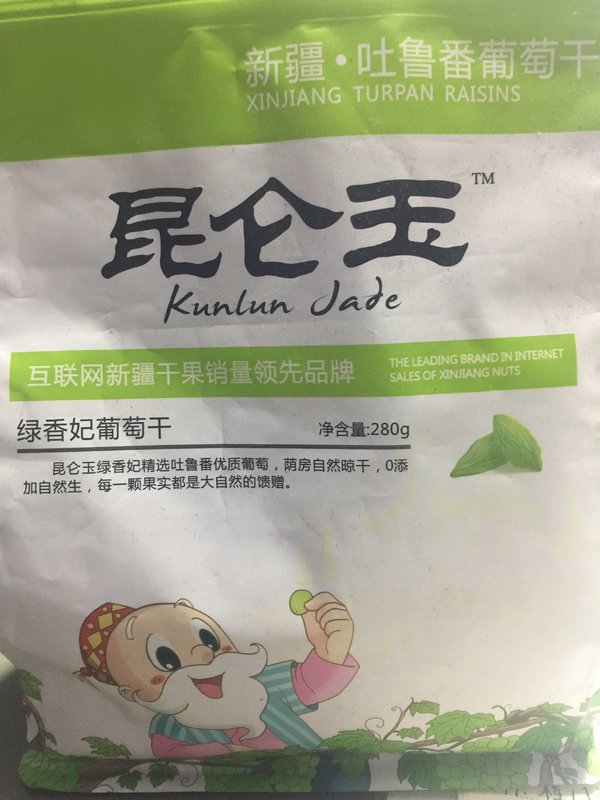 新疆·吐鲁番葡萄干
XINJIANG TURPAN RAISINS
昆仑玉™
Kunlun Jade
互联网新疆干果销量领先品牌
THE LEADING BRAND IN INTERNET
SALES OF XINJIANG NUTS
绿香妃葡萄干
净含量:280g
昆仑玉绿香妃精选吐鲁番优质葡萄，荫房自然晾干，0添
加自然生，每一颗果实都是大自然的馈赠。